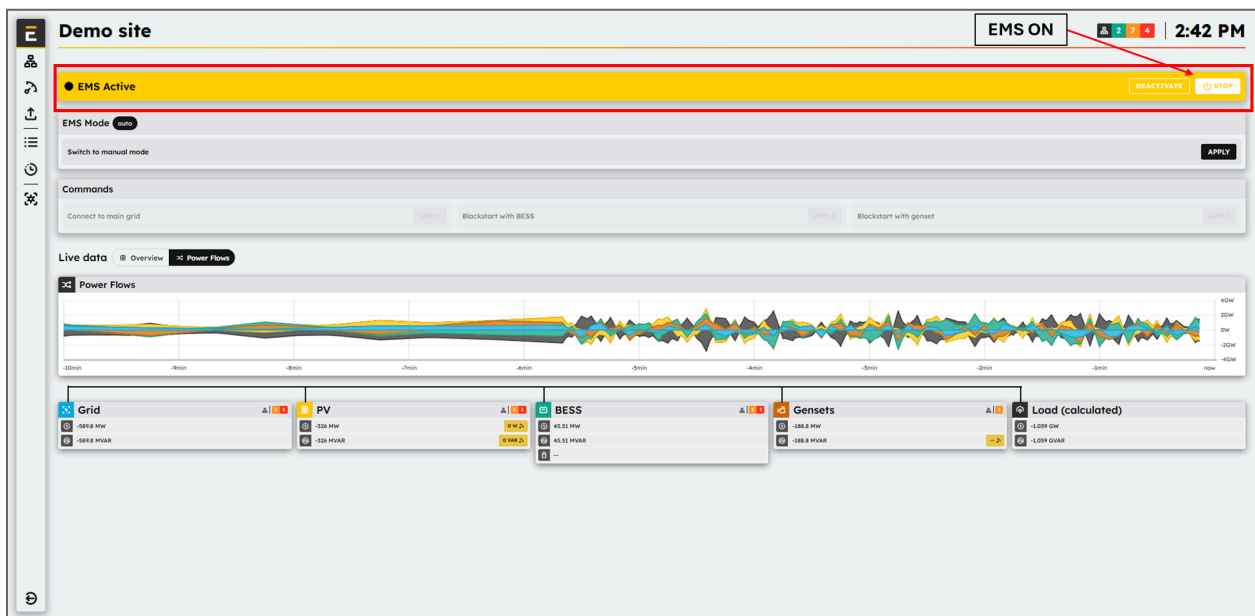 Demo site
EMS ON
2 7 4
2:42 PM
EMS Active
DEACTIVATE
STOP
EMS Mode auto
Switch to manual mode
APPLY
Commands
Connect to main grid
APPLY
Blackstart with BESS
APPLY
Blackstart with genset
APPLY
Live data
Overview
Power Flows
Power Flows
4GW
2GW
0W
-2GW
-4GW
-10min -9min -8min -7min -6min -5min -4min -3min -2min -1min now
Grid
-589.8 MW
-589.8 MVAR
PV
-326 MW
0 W
-326 MVAR
0 VAR
BESS
45.51 MW
45.51 MVAR
--
Gensets
-188.8 MW
-188.8 MVAR
--
Load (calculated)
-1.059 GW
-1.059 GVAR